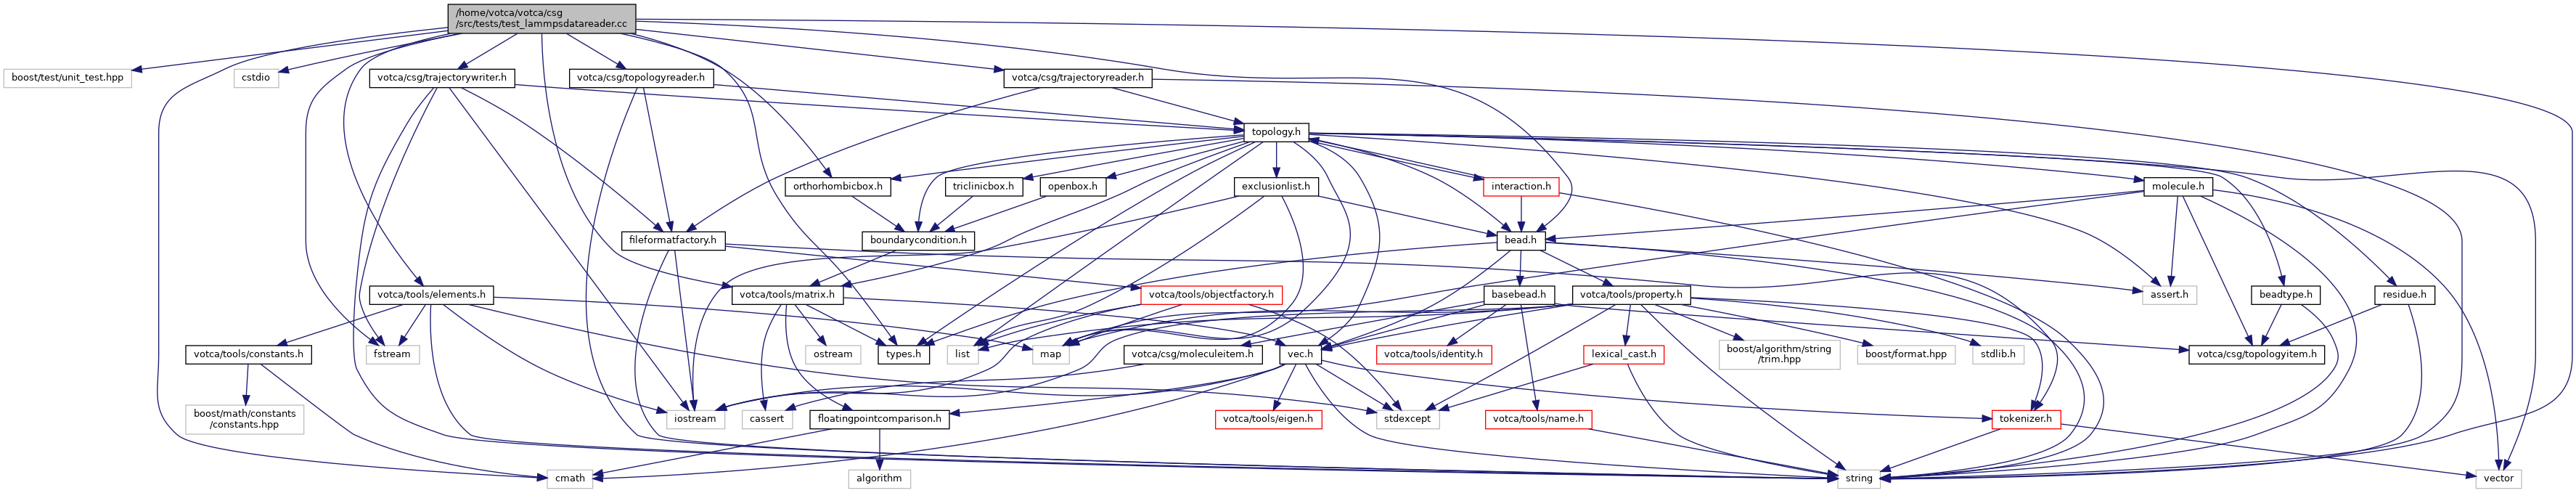 /home/votca/votca/csg
/src/tests/test_lammpsdatareader.cc
boost/test/unit_test.hpp
cstdio
votca/csg/trajectorywriter.h
votca/csg/topologyreader.h
votca/csg/trajectoryreader.h
topology.h
orthorhombicbox.h
triclinicbox.h
openbox.h
exclusionlist.h
interaction.h
molecule.h
fileformatfactory.h
boundarycondition.h
bead.h
votca/tools/elements.h
votca/tools/matrix.h
votca/tools/objectfactory.h
basebead.h
votca/tools/property.h
assert.h
beadtype.h
residue.h
votca/tools/constants.h
fstream
ostream
types.h
list
map
votca/csg/moleculeitem.h
vec.h
votca/tools/identity.h
lexical_cast.h
boost/algorithm/string
/trim.hpp
boost/format.hpp
stdlib.h
votca/csg/topologyitem.h
boost/math/constants
/constants.hpp
iostream
cassert
floatingpointcomparison.h
votca/tools/eigen.h
stdexcept
votca/tools/name.h
tokenizer.h
cmath
algorithm
string
vector